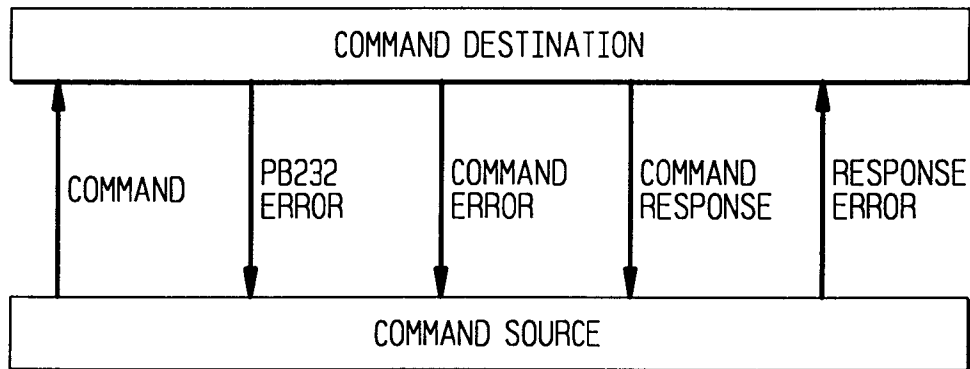 COMMAND DESTINATION
COMMAND
PB232
ERROR
COMMAND
ERROR
COMMAND
RESPONSE
RESPONSE
ERROR
COMMAND SOURCE